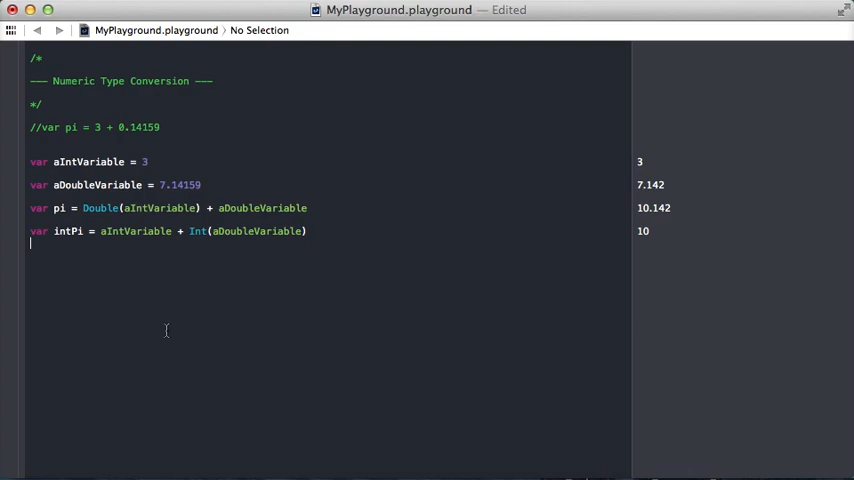 MyPlayground.playground — Edited
MyPlayground.playground 〉 No Selection
/*
--- Numeric Type Conversion ---
*/
//var pi = 3 + 0.14159
var aIntVariable = 3
3
var aDoubleVariable = 7.14159
7.142
var pi = Double(aIntVariable) + aDoubleVariable
10.142
var intPi = aIntVariable + Int(aDoubleVariable)
10